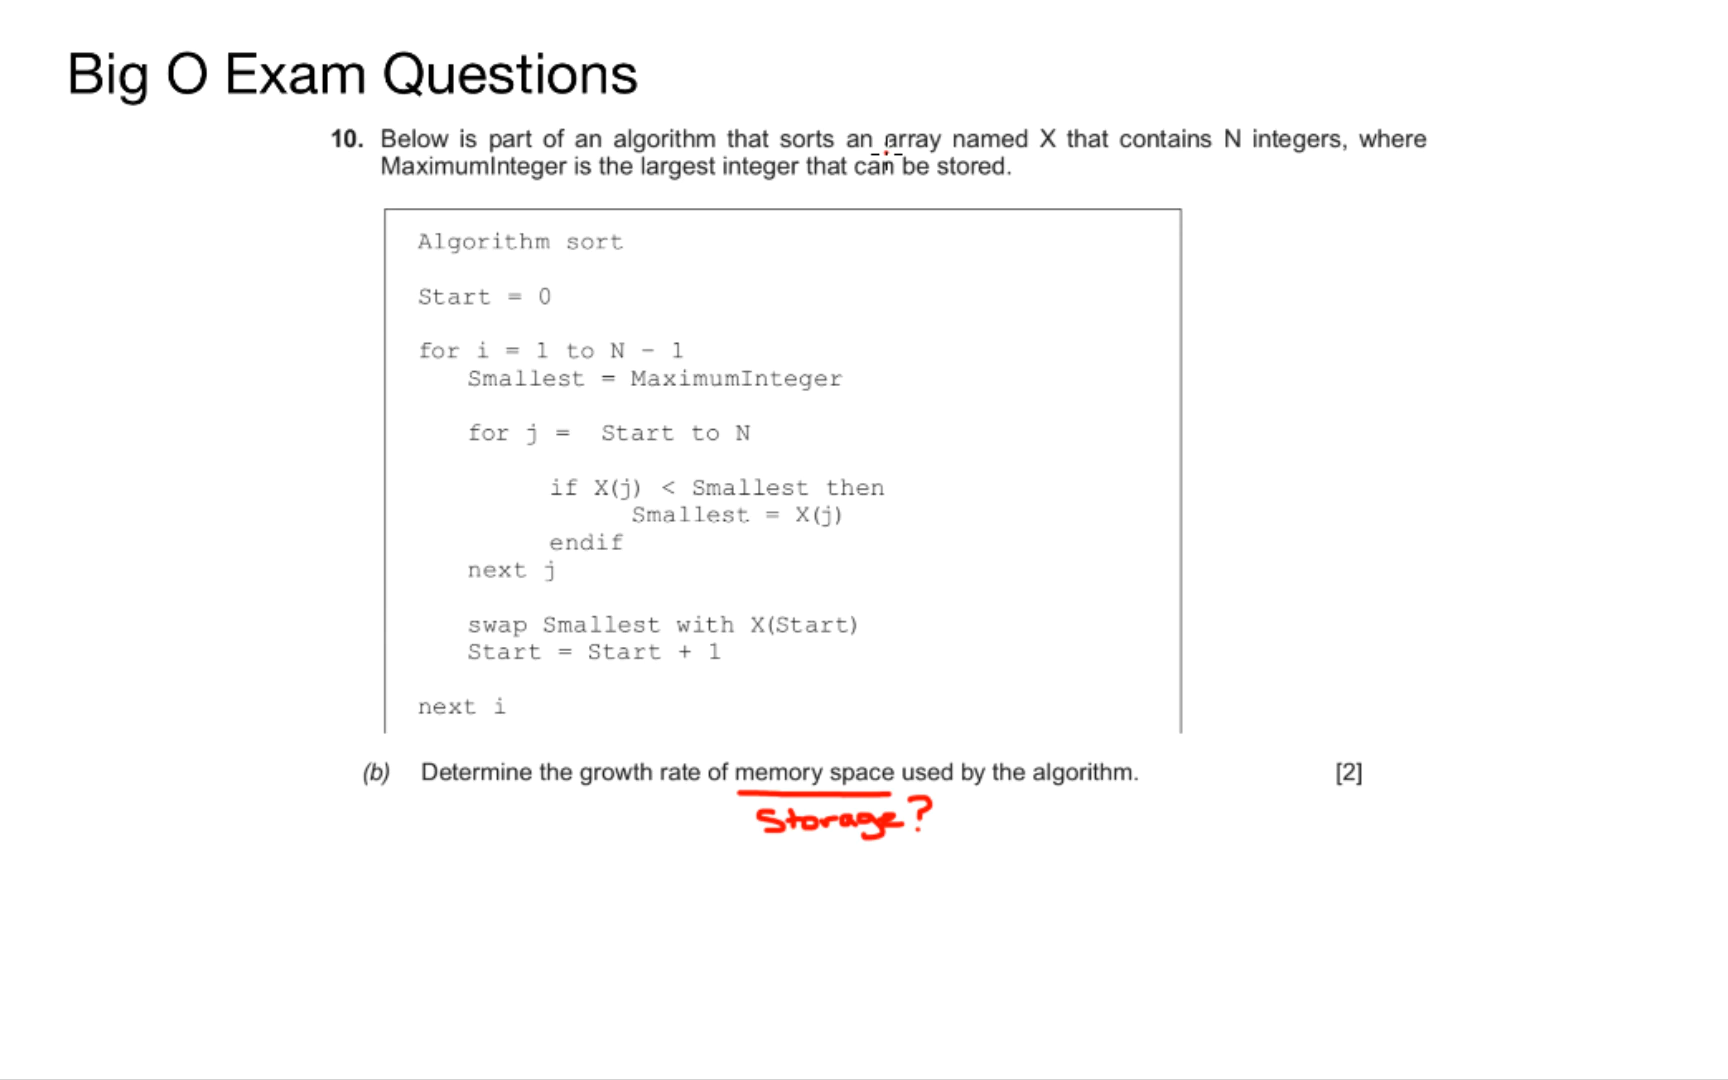 Big O Exam Questions
10. Below is part of an algorithm that sorts an array named X that contains N integers, where
MaximumInteger is the largest integer that can be stored.
Algorithm sort
Start = 0
for i = 1 to N - 1
Smallest = MaximumInteger
for j = Start to N
if X(j) < Smallest then
Smallest = X(j)
endif
next j
swap Smallest with X(Start)
Start = Start + 1
next i
(b) Determine the growth rate of memory space used by the algorithm. [2]
Storage?